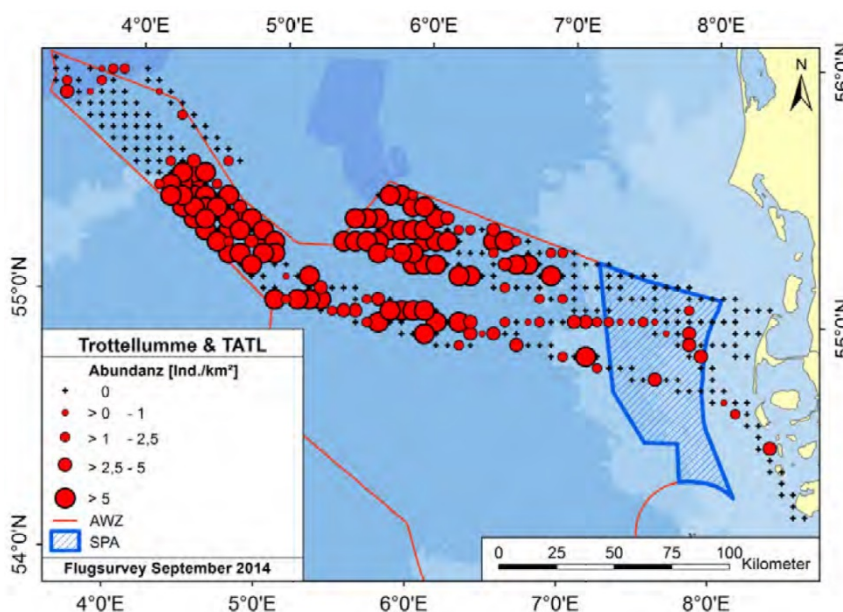 4°0'E 5°0'E 6°0'E 7°0'E 8°0'E
56°0'N
N
55°0'N
55°0'N
Trottellumme & TATL
Abundanz [Ind./km²]
0
> 0 - 1
> 1 - 2,5
> 2,5 - 5
> 5
AWZ
SPA
Flugsurvey September 2014
54°0'N
0 25 50 75 100
Kilometer
4°0'E 5°0'E 6°0'E 7°0'E 8°0'E